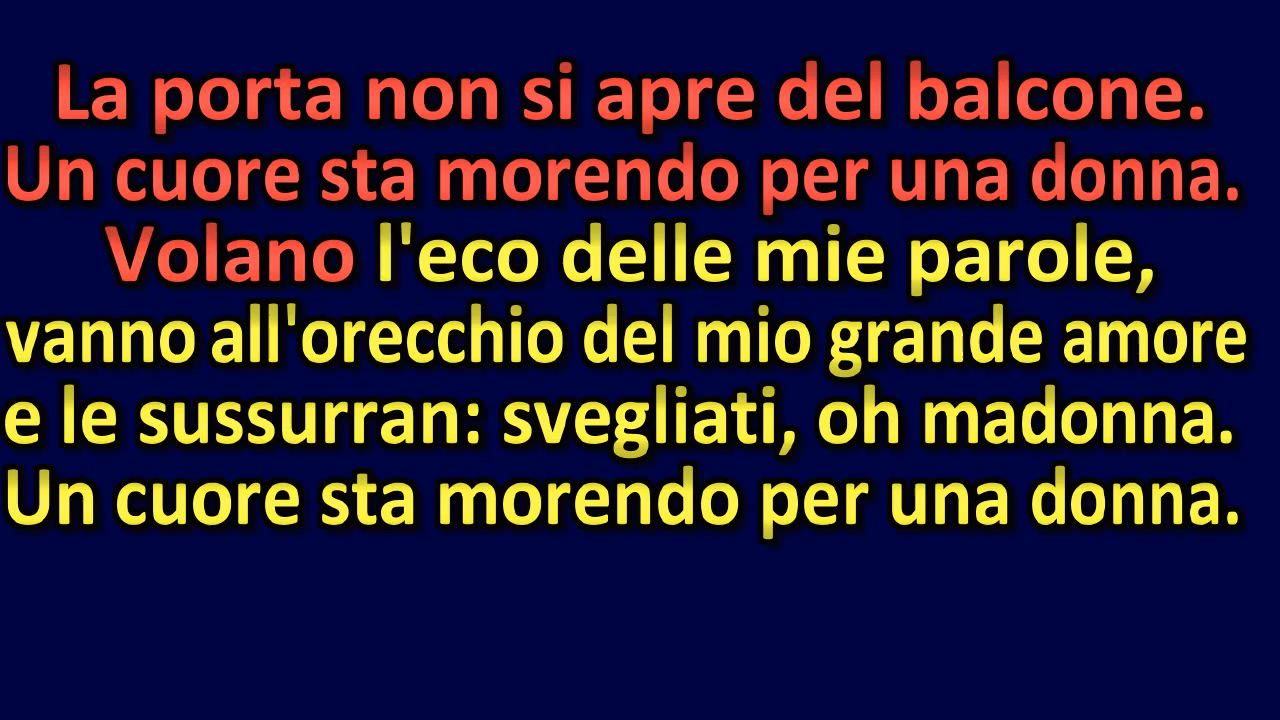 La porta non si apre del balcone.
Un cuore sta morendo per una donna.
Volano l'eco delle mie parole,
vanno all'orecchio del mio grande amore
e le sussurran: svegliati, oh madonna.
Un cuore sta morendo per una donna.